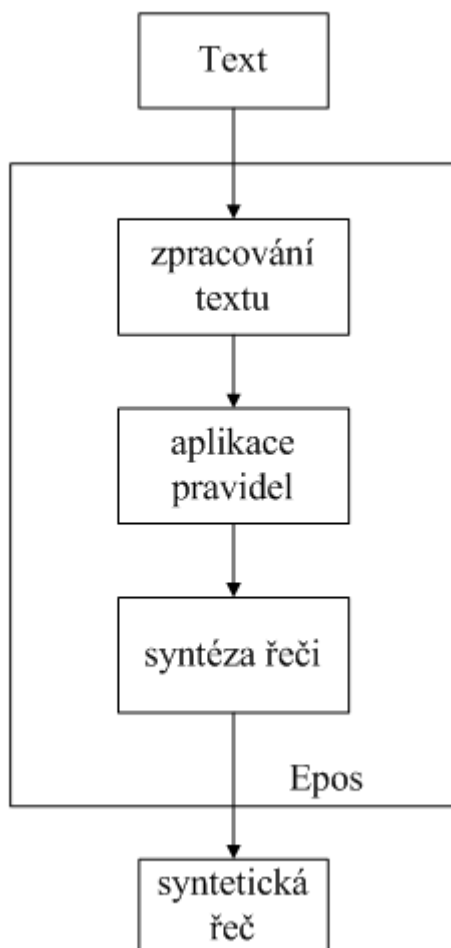 Text
zpracování
textu
aplikace
pravidel
syntéza řeči
Epos
syntetická
řeč